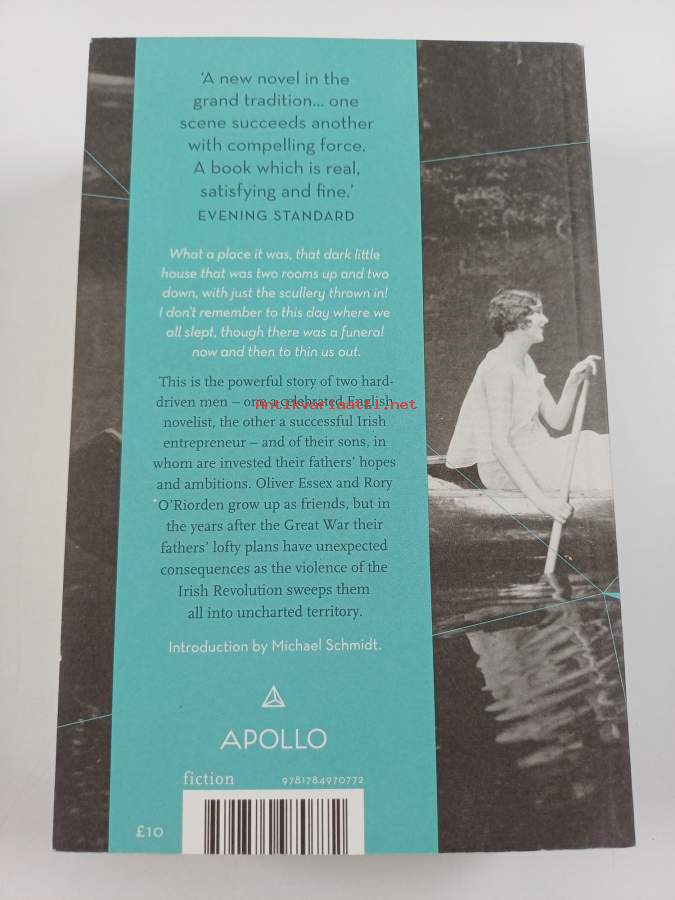 ‘A new novel in the
grand tradition... one
scene succeeds another
with compelling force.
A book which is real,
satisfying and fine.’
EVENING STANDARD
What a place it was, that dark little
house that was two rooms up and two
down, with just the scullery thrown in!
I don't remember to this day where we
all slept, though there was a funeral
now and then to thin us out.
This is the powerful story of two hard-
driven men – one a celebrated English
Antikvariaatti.net
novelist, the other a successful Irish
entrepreneur – and of their sons, in
whom are invested their fathers' hopes
and ambitions. Oliver Essex and Rory
O'Riorden grow up as friends, but in
the years after the Great War their
fathers' lofty plans have unexpected
consequences as the violence of the
Irish Revolution sweeps them
all into uncharted territory.
Introduction by Michael Schmidt.
APOLLO
fiction 9781784970772
£10